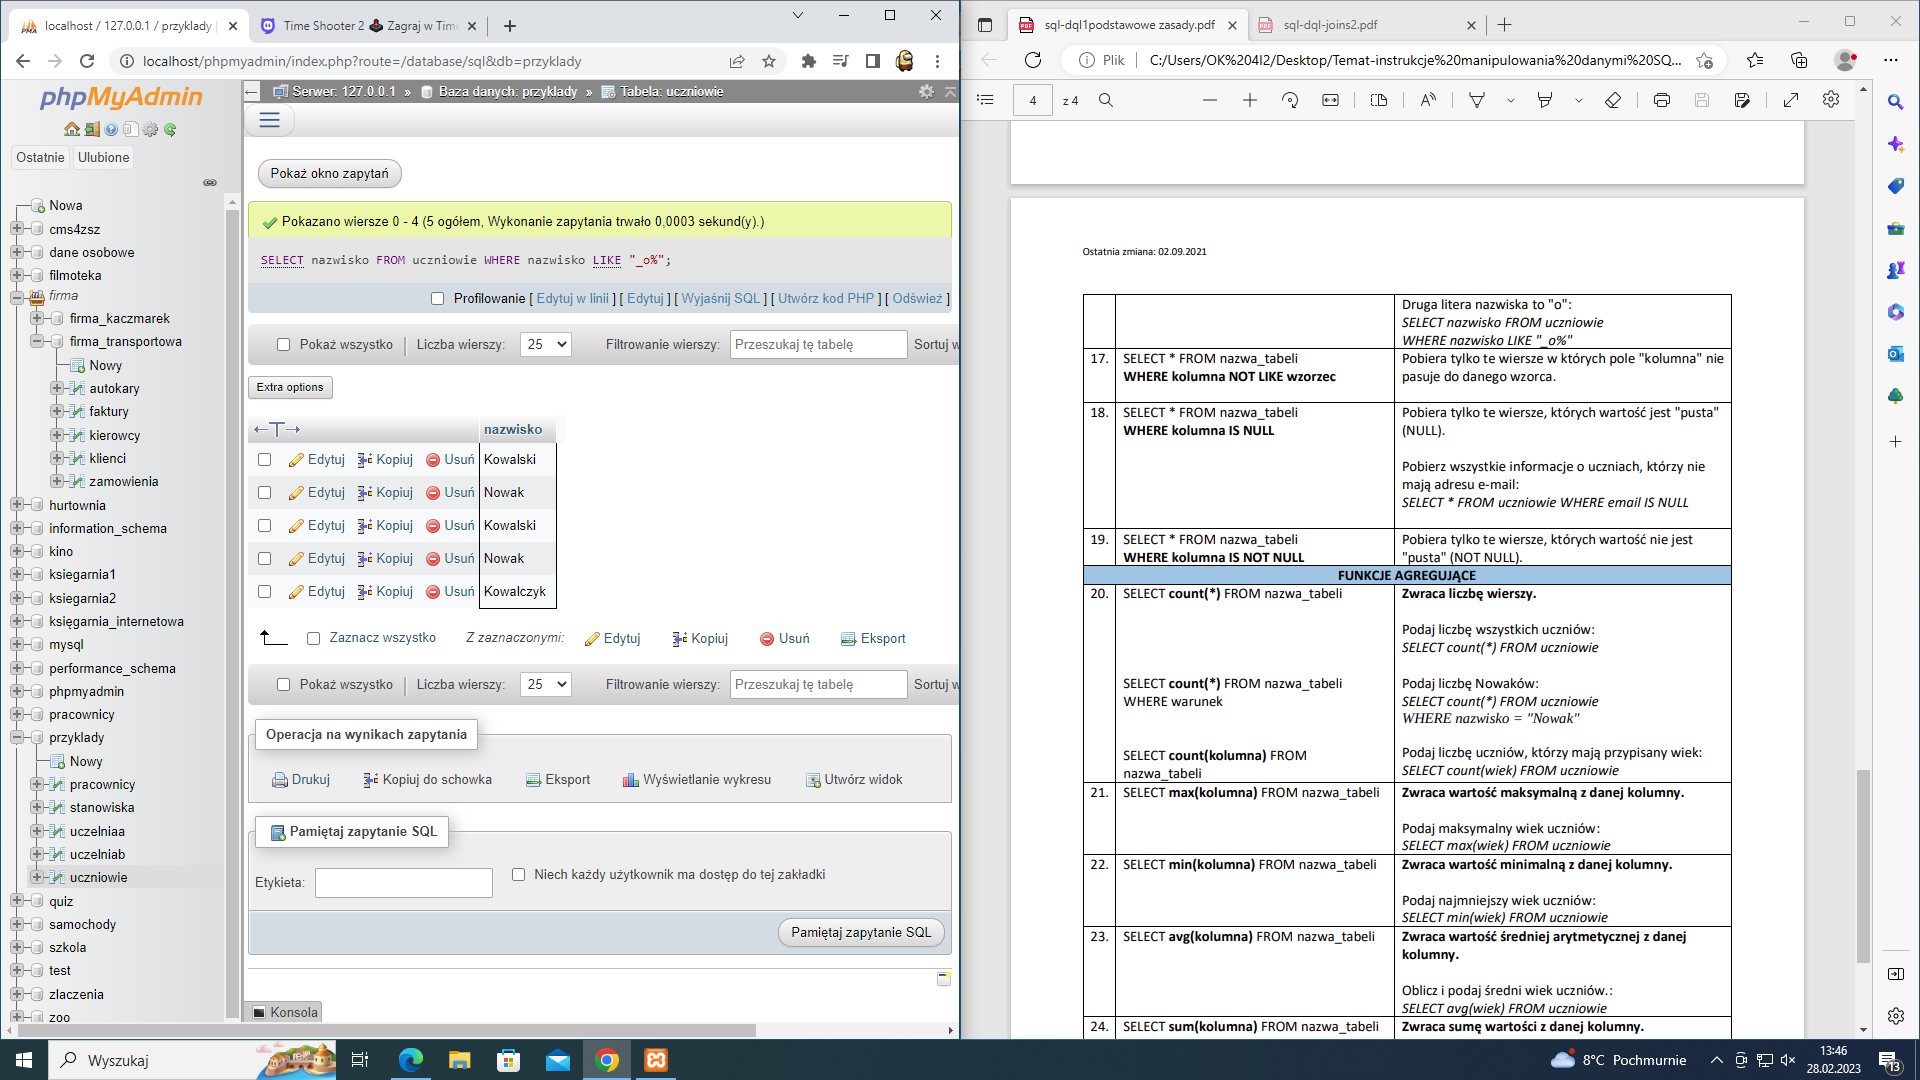 localhost / 127.0.0.1 / przyklady |
Time Shooter 2 Zagraj w Time
localhost/phpmyadmin/index.php?route=/database/sql&db=przyklady
phpMyAdmin
Ostatnie Ulubione
Nowa
cms4zsz
dane osobowe
filmoteka
firma
firma_kaczmarek
firma_transportowa
Nowy
autokary
faktury
kierowcy
klienci
zamowienia
hurtownia
information_schema
kino
ksiegarnia1
ksiegarnia2
księgarnia_internetowa
mysql
performance_schema
phpmyadmin
pracownicy
przyklady
Nowy
pracownicy
stanowiska
uczelniaa
uczelniab
uczniowie
quiz
samochody
szkola
test
zlaczenia
zoo
Serwer: 127.0.0.1 » Baza danych: przyklady » Tabela: uczniowie
Pokaż okno zapytań
Pokazano wiersze 0 - 4 (5 ogółem, Wykonanie zapytania trwało 0,0003 sekund(y).)
SELECT nazwisko FROM uczniowie WHERE nazwisko LIKE "_o%";
Profilowanie [ Edytuj w linii ] [ Edytuj ] [ Wyjaśnij SQL ] [ Utwórz kod PHP ] [ Odśwież ]
Pokaż wszystko Liczba wierszy: 25 Filtrowanie wierszy: Przeszukaj tę tabelę Sortuj w
Extra options
nazwisko
Edytuj Kopiuj Usuń Kowalski
Edytuj Kopiuj Usuń Nowak
Edytuj Kopiuj Usuń Kowalski
Edytuj Kopiuj Usuń Nowak
Edytuj Kopiuj Usuń Kowalczyk
Zaznacz wszystko Z zaznaczonymi: Edytuj Kopiuj Usuń Eksport
Pokaż wszystko Liczba wierszy: 25 Filtrowanie wierszy: Przeszukaj tę tabelę Sortuj w
Operacja na wynikach zapytania
Drukuj Kopiuj do schowka Eksport Wyświetlanie wykresu Utwórz widok
Pamiętaj zapytanie SQL
Etykieta: Niech każdy użytkownik ma dostęp do tej zakładki
Pamiętaj zapytanie SQL
Konsola
sql-dql1podstawowe zasady.pdf
sql-dql-joins2.pdf
Plik C:/Users/OK%204I2/Desktop/Temat-instrukcje%20manipulowania%20danymi%20SQ...
4 z 4
Ostatnia zmiana: 02.09.2021
Druga litera nazwiska to "o":
SELECT nazwisko FROM uczniowie
WHERE nazwisko LIKE "_o%"
17. SELECT * FROM nazwa_tabeli
WHERE kolumna NOT LIKE wzorzec
Pobiera tylko te wiersze w których pole "kolumna" nie
pasuje do danego wzorca.
18. SELECT * FROM nazwa_tabeli
WHERE kolumna IS NULL
Pobiera tylko te wiersze, których wartość jest "pusta"
(NULL).
Pobierz wszystkie informacje o uczniach, którzy nie
mają adresu e-mail:
SELECT * FROM uczniowie WHERE email IS NULL
19. SELECT * FROM nazwa_tabeli
WHERE kolumna IS NOT NULL
Pobiera tylko te wiersze, których wartość nie jest
"pusta" (NOT NULL).
FUNKCJE AGREGUJĄCE
20. SELECT count(*) FROM nazwa_tabeli
Zwraca liczbę wierszy.
Podaj liczbę wszystkich uczniów:
SELECT count(*) FROM uczniowie
SELECT count(*) FROM nazwa_tabeli
WHERE warunek
Podaj liczbę Nowaków:
SELECT count(*) FROM uczniowie
WHERE nazwisko = "Nowak"
SELECT count(kolumna) FROM
nazwa_tabeli
Podaj liczbę uczniów, którzy mają przypisany wiek:
SELECT count(wiek) FROM uczniowie
21. SELECT max(kolumna) FROM nazwa_tabeli
Zwraca wartość maksymalną z danej kolumny.
Podaj maksymalny wiek uczniów:
SELECT max(wiek) FROM uczniowie
22. SELECT min(kolumna) FROM nazwa_tabeli
Zwraca wartość minimalną z danej kolumny.
Podaj najmniejszy wiek uczniów:
SELECT min(wiek) FROM uczniowie
23. SELECT avg(kolumna) FROM nazwa_tabeli
Zwraca wartość średniej arytmetycznej z danej
kolumny.
Oblicz i podaj średni wiek uczniów.:
SELECT avg(wiek) FROM uczniowie
24. SELECT sum(kolumna) FROM nazwa_tabeli
Zwraca sumę wartości z danej kolumny.
Wyszukaj
8°C Pochmurnie
13:46
28.02.2023
13